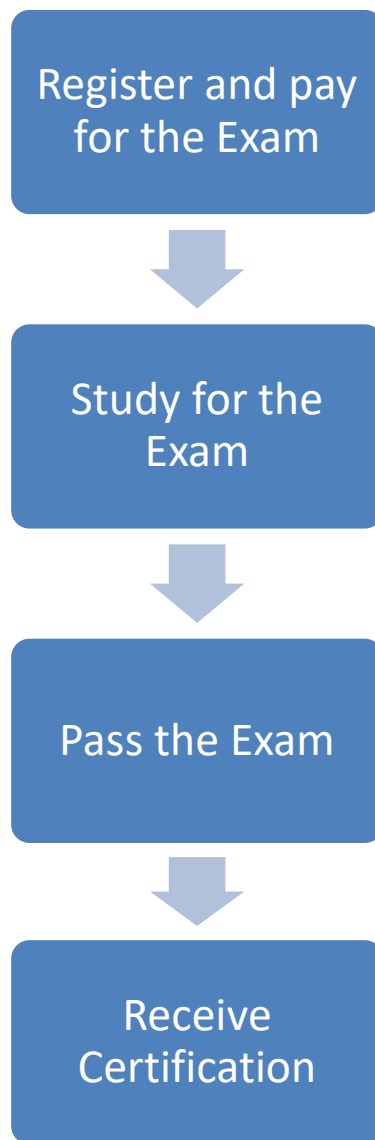 Register and pay
for the Exam
Study for the
Exam
Pass the Exam
Receive
Certification